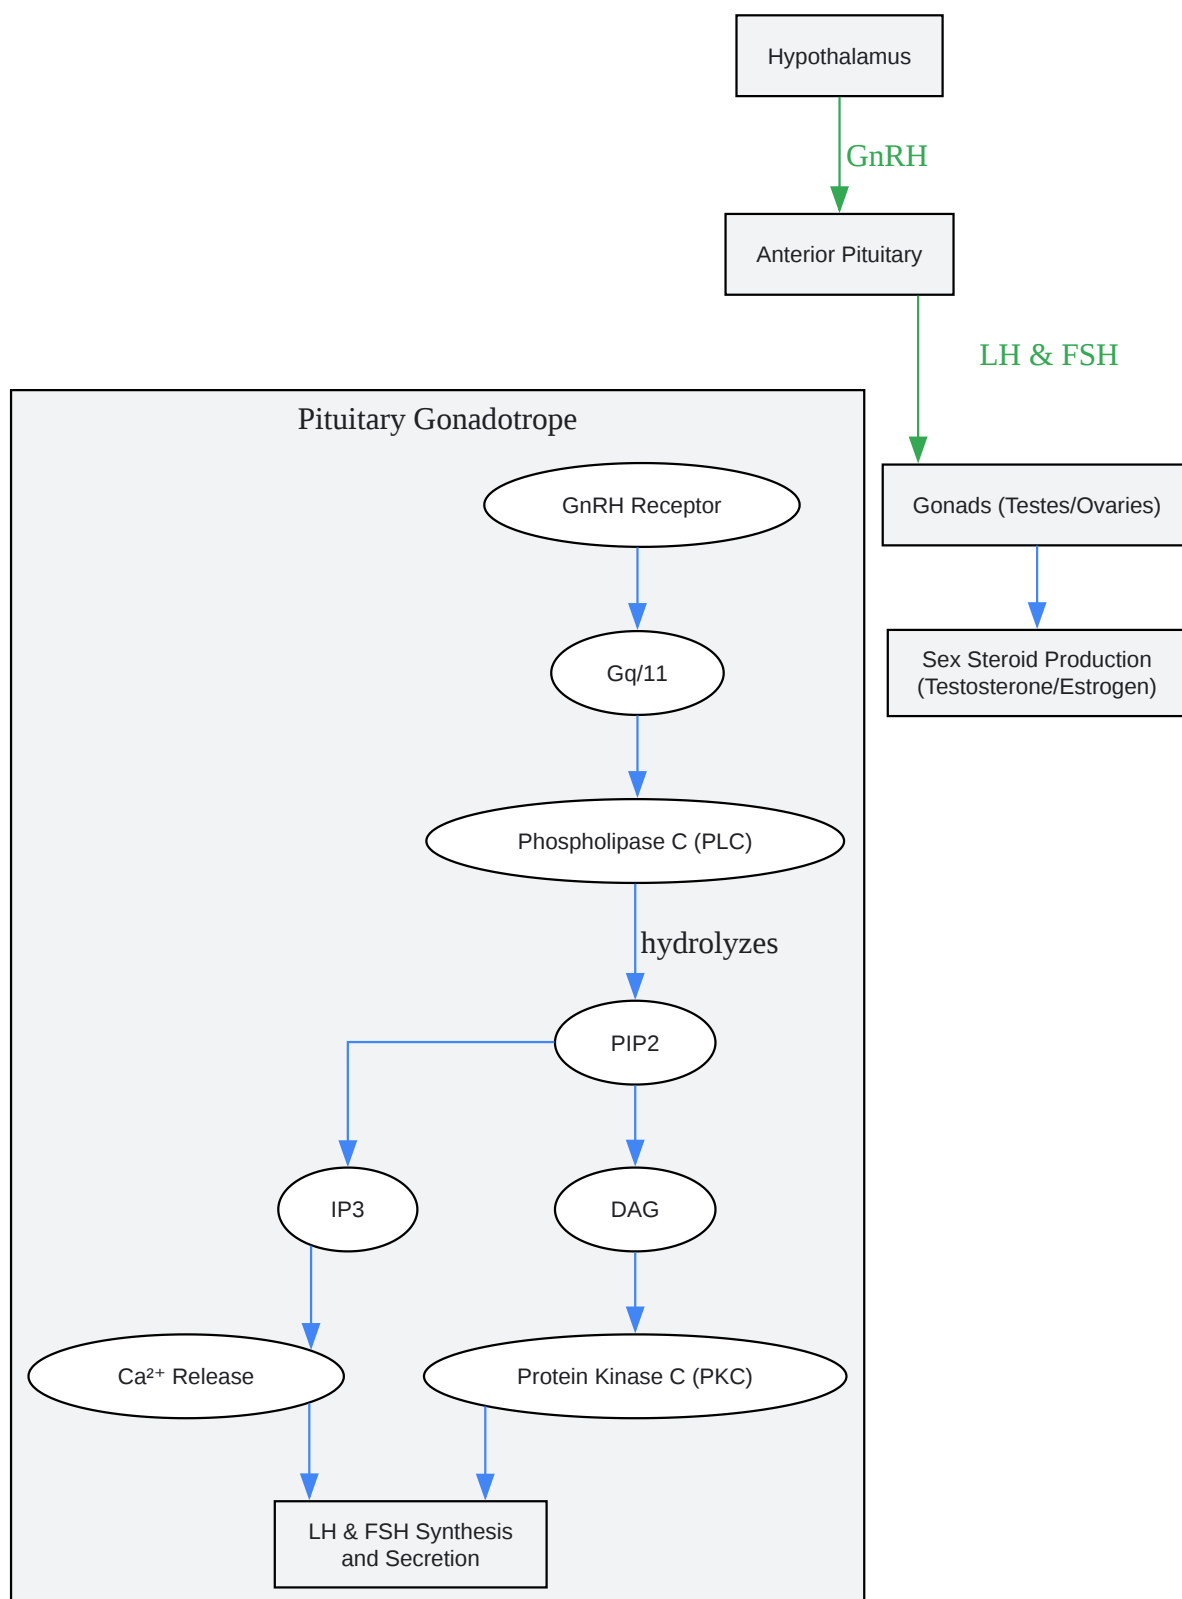 Hypothalamus
GnRH
Anterior Pituitary
LH & FSH
Pituitary Gonadotrope
GnRH Receptor
Gonads (Testes/Ovaries)
Gq/11
Sex Steroid Production
(Testosterone/Estrogen)
Phospholipase C (PLC)
hydrolyzes
PIP2
IP3
DAG
Ca²⁺ Release
Protein Kinase C (PKC)
LH & FSH Synthesis
and Secretion